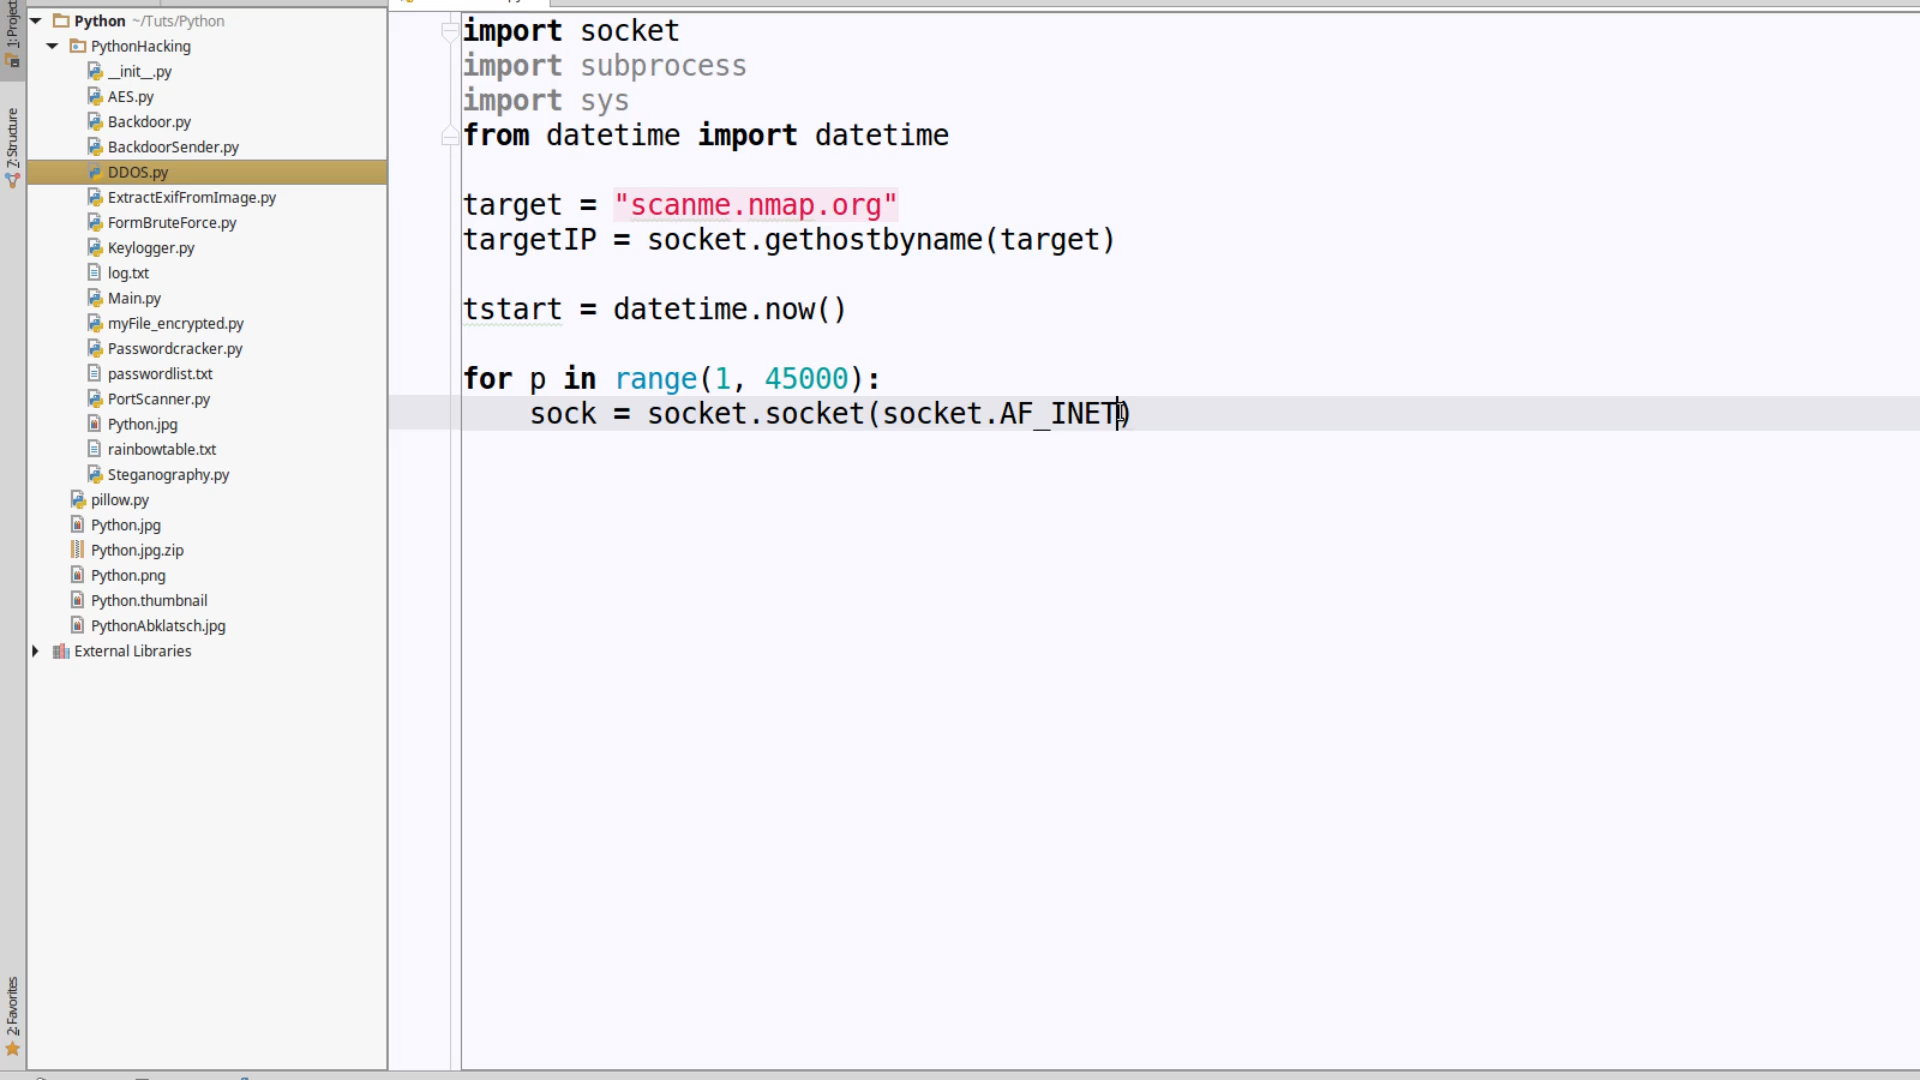 1: Project
7: Structure
2: Favorites
Python ~/Tuts/Python
PythonHacking
__init__.py
AES.py
Backdoor.py
BackdoorSender.py
DDOS.py
ExtractExifFromImage.py
FormBruteForce.py
Keylogger.py
log.txt
Main.py
myFile_encrypted.py
Passwordcracker.py
passwordlist.txt
PortScanner.py
Python.jpg
rainbowtable.txt
Steganography.py
pillow.py
Python.jpg
Python.jpg.zip
Python.png
Python.thumbnail
PythonAbklatsch.jpg
External Libraries
import socket
import subprocess
import sys
from datetime import datetime
target = "scanme.nmap.org"
targetIP = socket.gethostbyname(target)
tstart = datetime.now()
for p in range(1, 45000):
sock = socket.socket(socket.AF_INET)